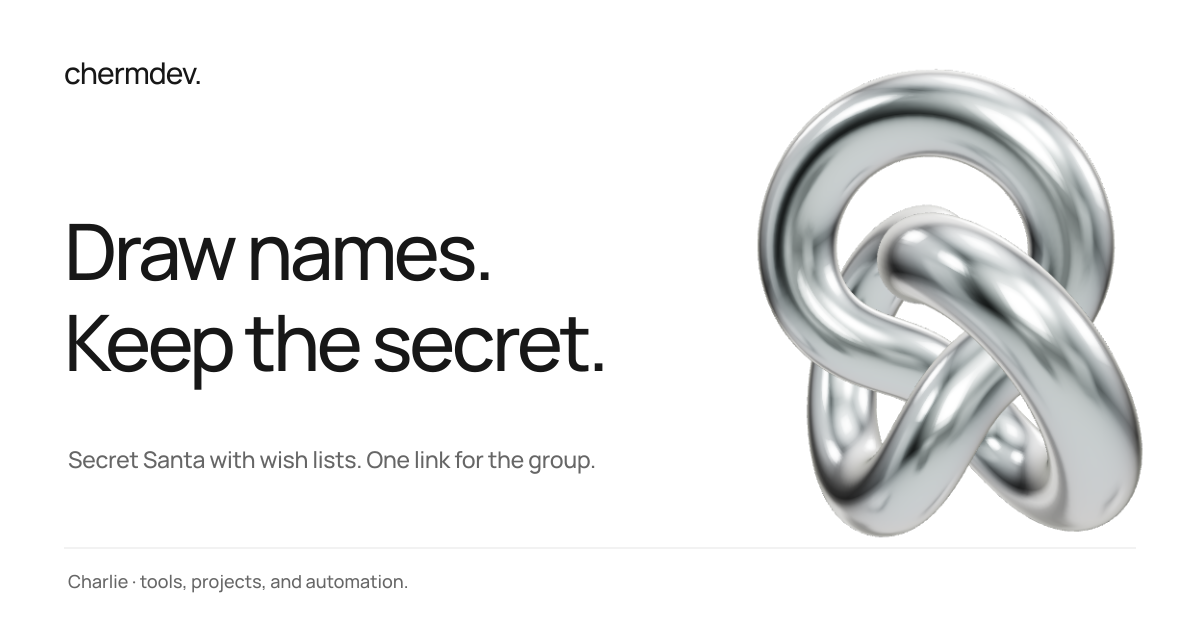 chermdev.
Draw names.
Keep the secret.
Secret Santa with wish lists. One link for the group.
Charlie · tools, projects, and automation.